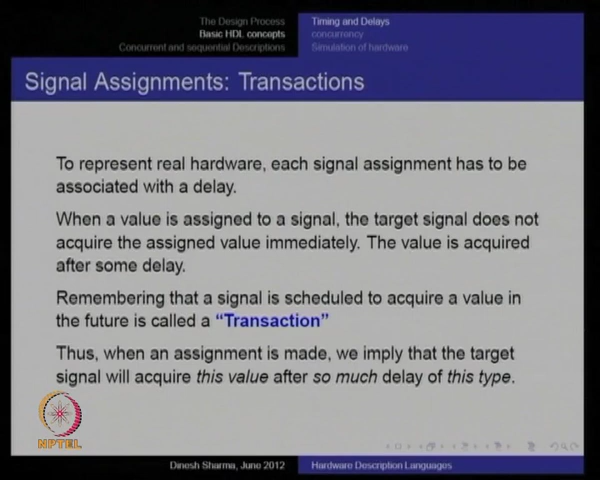 The Design Process
Basic HDL concepts
Concurrent and sequential Descriptions
Timing and Delays
concurrency
Simulation of hardware
Signal Assignments: Transactions
To represent real hardware, each signal assignment has to be
associated with a delay.
When a value is assigned to a signal, the target signal does not
acquire the assigned value immediately. The value is acquired
after some delay.
Remembering that a signal is scheduled to acquire a value in
the future is called a “Transaction”
Thus, when an assignment is made, we imply that the target
signal will acquire this value after so much delay of this type.
NPTEL
Dinesh Sharma, June 2012
Hardware Description Languages